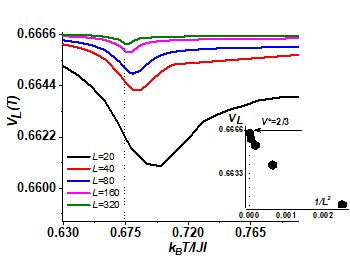 0.6666
0.6644
0.6622
0.6600
V_L(T)
0.630
0.675
0.720
0.765
k_BT/IJI
L=20
L=40
L=80
L=160
L=320
V_L
V*=2/3
0.6666
0.6633
0.000
0.001
0.002
1/L²